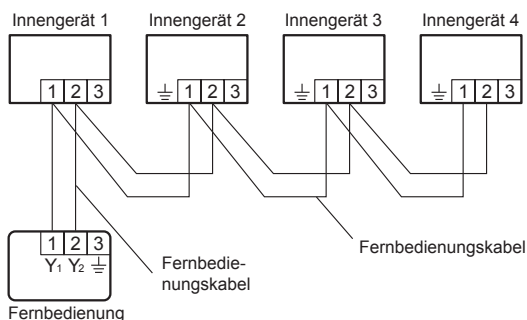 Innengerät 1
Innengerät 2
Innengerät 3
Innengerät 4
1 2 3
1 2 3
1 2 3
1 2 3
1 2 3
Y1 Y2
Fernbedie-
nungskabel
Fernbedienungskabel
Fernbedienung